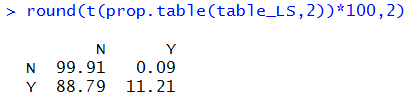 > round(t(prop.table(table_LS,2))*100,2)
N Y
N 99.91 0.09
Y 88.79 11.21